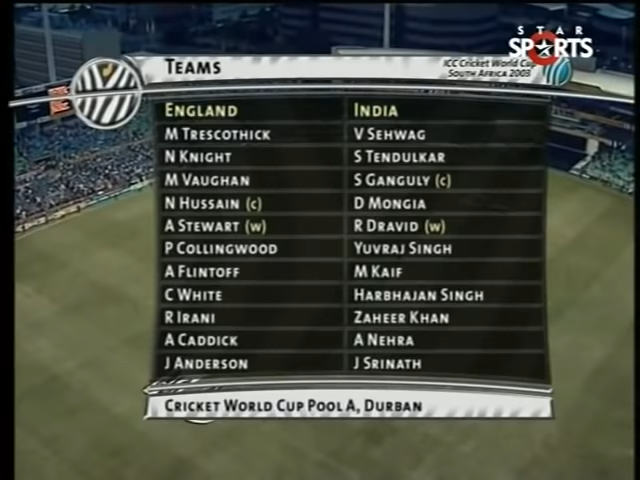 STAR
SPORTS
TEAMS
ICC Cricket World Cup
South Africa 2003
ENGLAND INDIA
M TRESCOTHICK V SEHWAG
N KNIGHT S TENDULKAR
M VAUGHAN S GANGULY (c)
N HUSSAIN (c) D MONGIA
A STEWART (w) R DRAVID (w)
P COLLINGWOOD YUVRAJ SINGH
A FLINTOFF M KAIF
C WHITE HARBHAJAN SINGH
R IRANI ZAHEER KHAN
A CADDICK A NEHRA
J ANDERSON J SRINATH
CRICKET WORLD CUP POOL A, DURBAN